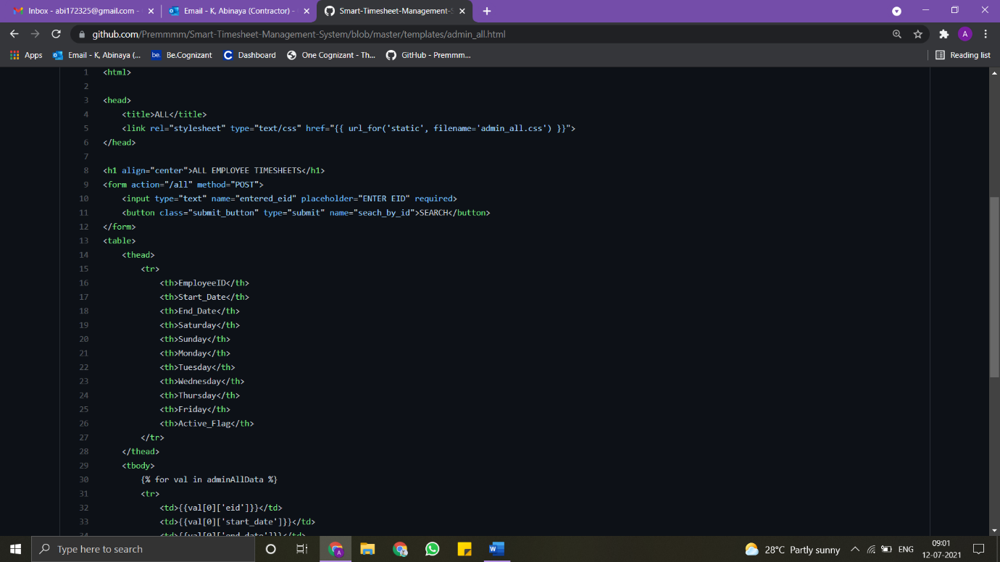 Inbox - abi172325@gmail.com -
Email - K, Abinaya (Contractor) -
Smart-Timesheet-Management-S
github.com/Premmmm/Smart-Timesheet-Management-System/blob/master/templates/admin_all.html
A
Apps
Email - K, Abinaya (...
be.
Be.Cognizant
Dashboard
One Cognizant - Th...
GitHub - Premmm...
Reading list
1 <html>
2
3 <head>
4 <title>ALL</title>
5 <link rel="stylesheet" type="text/css" href="{{ url_for('static', filename='admin_all.css') }}">
6 </head>
7
8 <h1 align="center">ALL EMPLOYEE TIMESHEETS</h1>
9 <form action="/all" method="POST">
10 <input type="text" name="entered_eid" placeholder="ENTER EID" required>
11 <button class="submit_button" type="submit" name="seach_by_id">SEARCH</button>
12 </form>
13 <table>
14 <thead>
15 <tr>
16 <th>EmployeeID</th>
17 <th>Start_Date</th>
18 <th>End_Date</th>
19 <th>Saturday</th>
20 <th>Sunday</th>
21 <th>Monday</th>
22 <th>Tuesday</th>
23 <th>Wednesday</th>
24 <th>Thursday</th>
25 <th>Friday</th>
26 <th>Active_Flag</th>
27 </tr>
28 </thead>
29 <tbody>
30 {% for val in adminAllData %}
31 <tr>
32 <td>{{val[0]['eid']}}</td>
33 <td>{{val[0]['start_date']}}</td>
34 <td>{{val[0]['end_date']}}</td>
Type here to search
A
W
28°C Partly sunny
ENG
09:01
12-07-2021